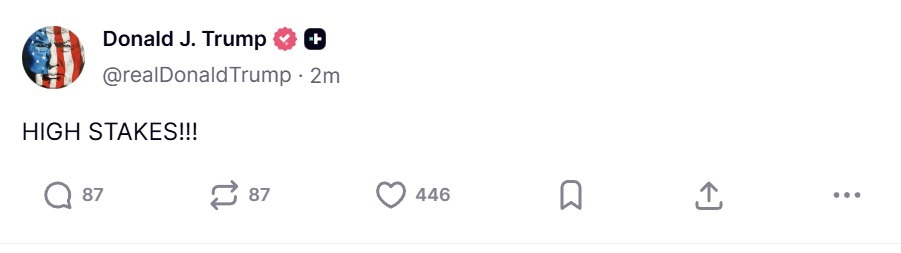 Donald J. Trump
@realDonaldTrump · 2m
HIGH STAKES!!!
87 87 446